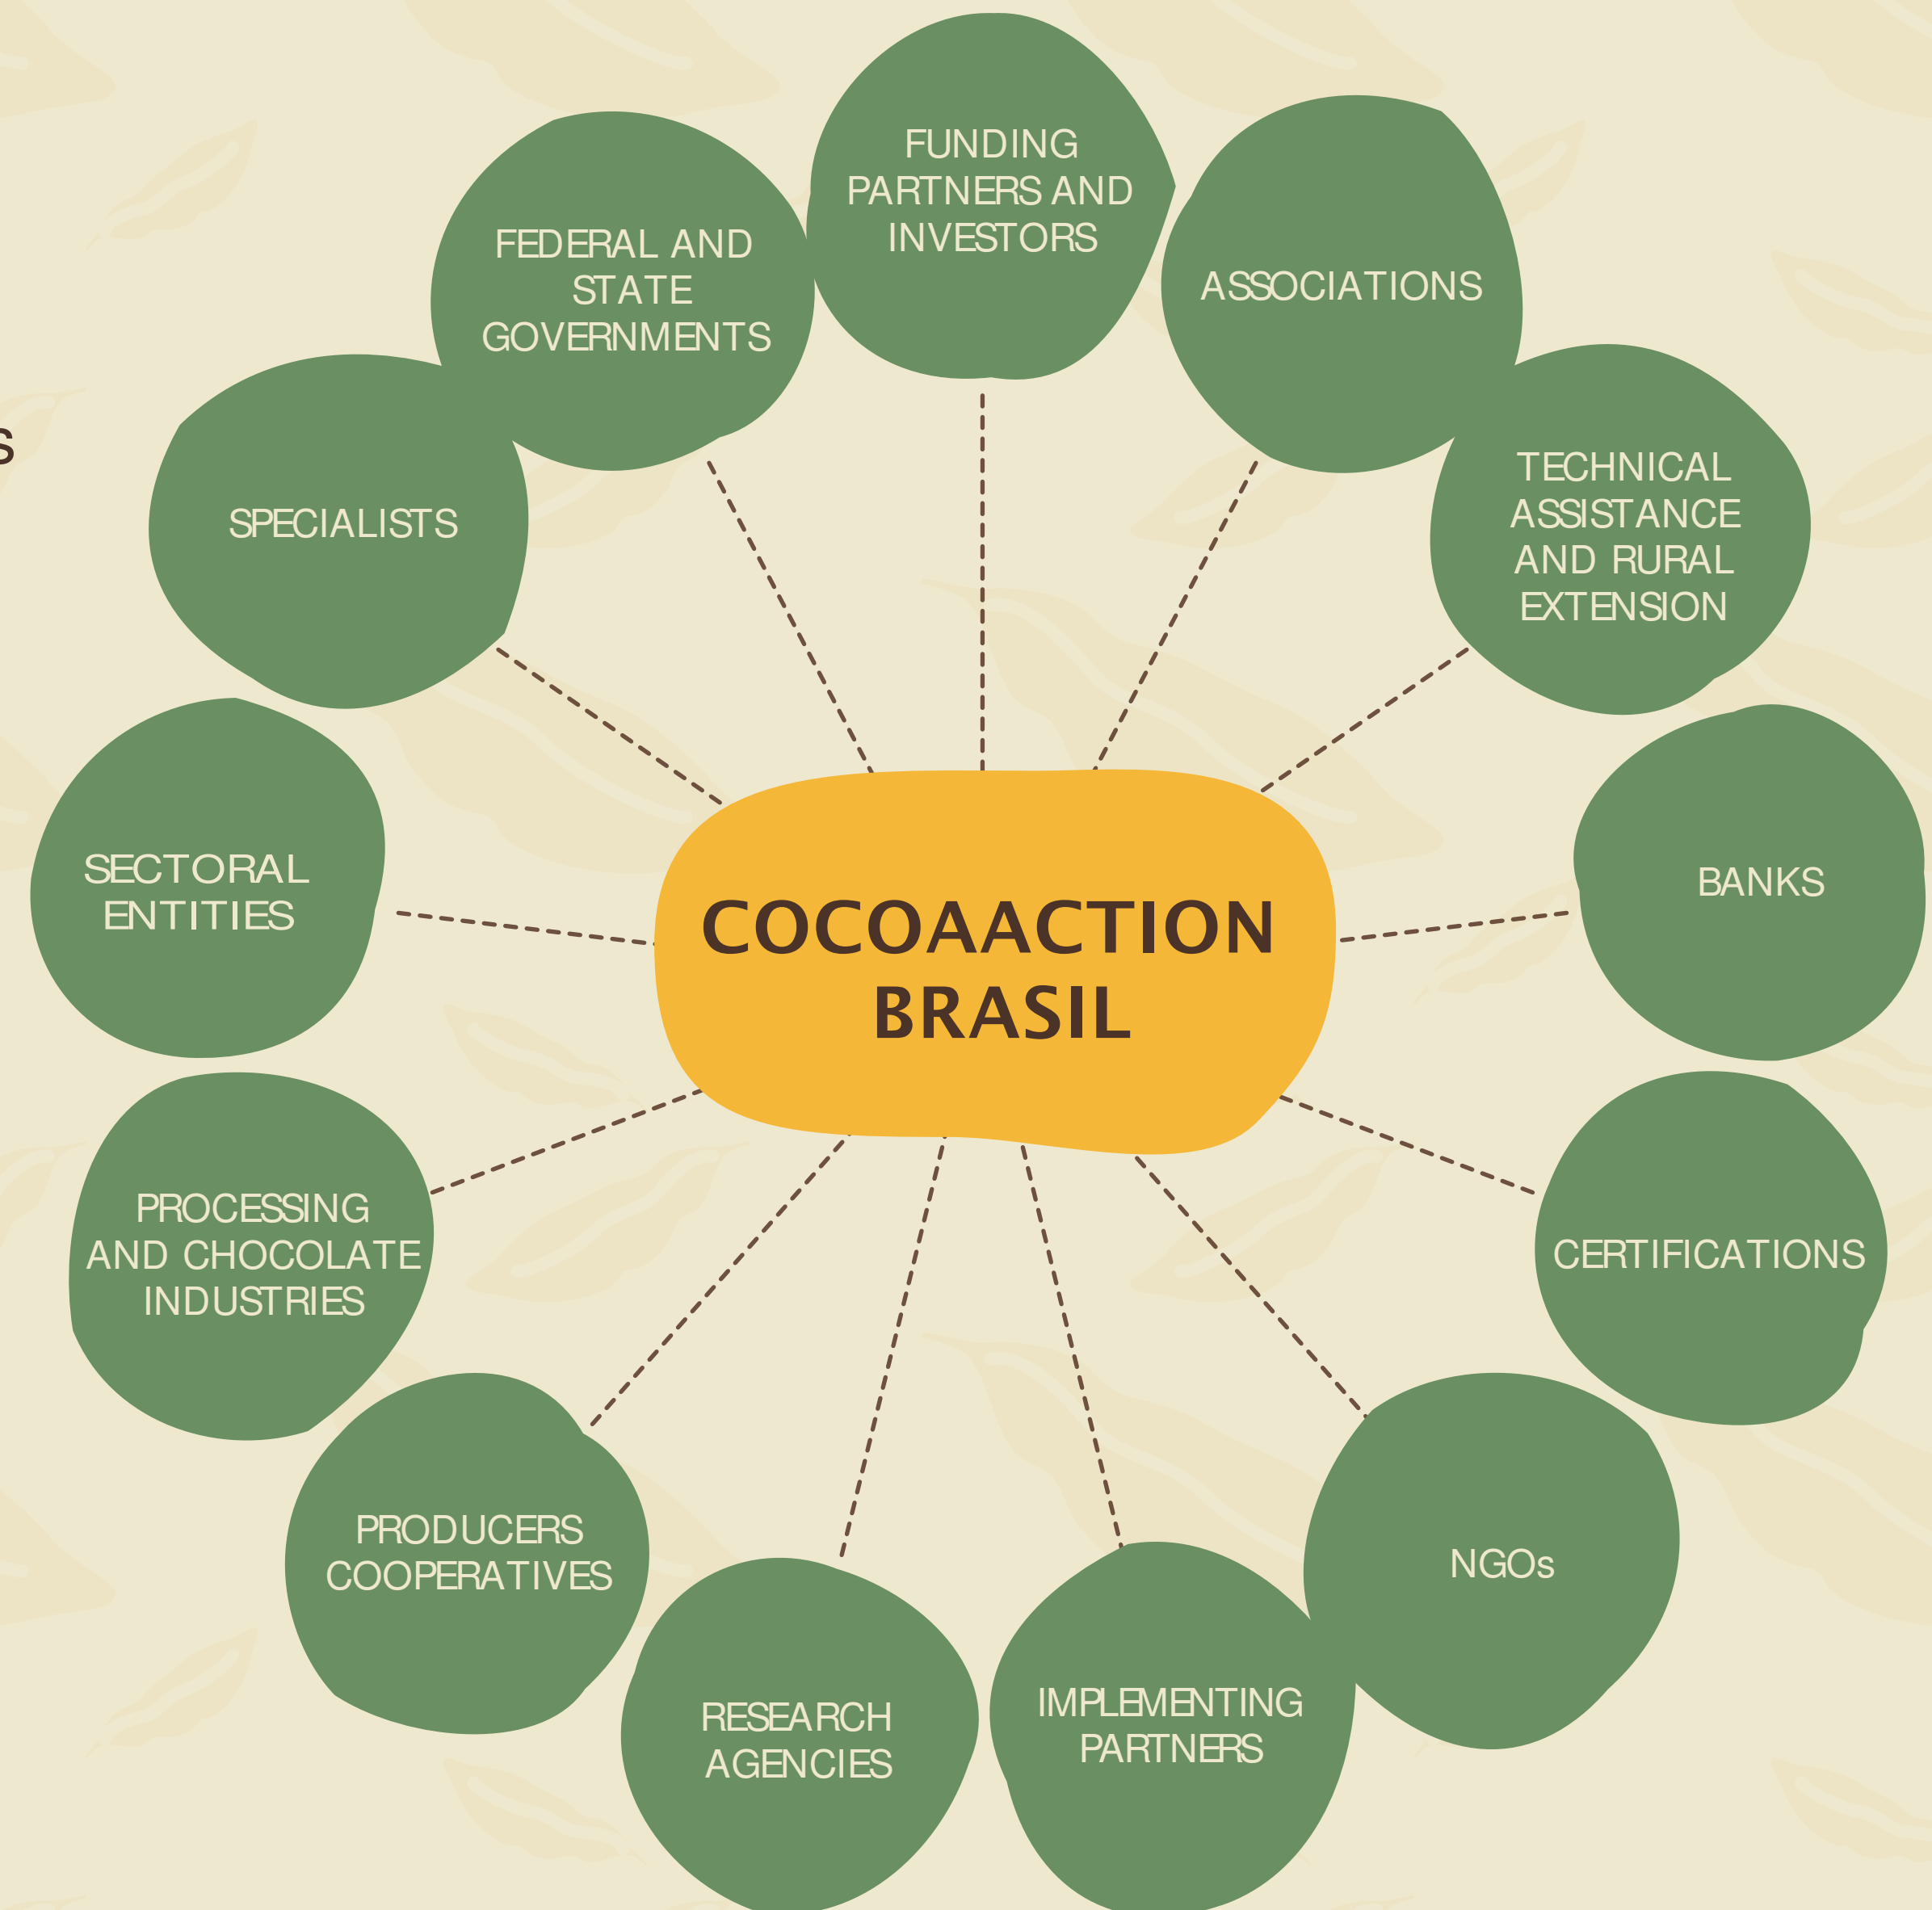 FUNDING
PARTNERS AND
INVESTORS
FEDERAL AND
STATE
GOVERNMENTS
ASSOCIATIONS
SPECIALISTS
TECHNICAL
ASSISTANCE
AND RURAL
EXTENSION
SECTORAL
ENTITIES
BANKS
COCOAACTION
BRASIL
PROCESSING
AND CHOCOLATE
INDUSTRIES
CERTIFICATIONS
PRODUCERS
COOPERATIVES
NGOs
RESEARCH
AGENCIES
IMPLEMENTING
PARTNERS